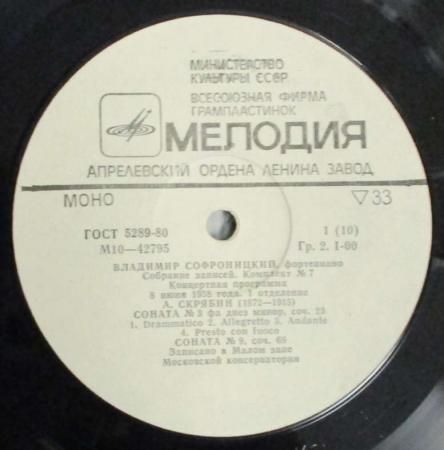 МИНИСТЕРСТВО
КУЛЬТУРЫ СССР
ВСЕСОЮЗНАЯ ФИРМА
ГРАМПЛАСТИНОК
МЕЛОДИЯ
АПРЕЛЕВСКИЙ ОРДЕНА ЛЕНИНА ЗАВОД
МОНО ▽33
ГОСТ 5289-80 1 (10)
М10—42795 Гр. 2. 1-00
ВЛАДИМИР СОФРОНИЦКИЙ, фортепиано
Собрание записей. Комплект № 7
Концертная программа
8 июня 1958 года. 1 отделение
А. СКРЯБИН (1872—1915)
СОНАТА № 3 фа диез минор, соч. 23
1. Drammatico 2. Allegretto 3. Andante
4. Presto con fuoco
СОНАТА № 9, соч. 68
Записано в Малом зале
Московской консерватории